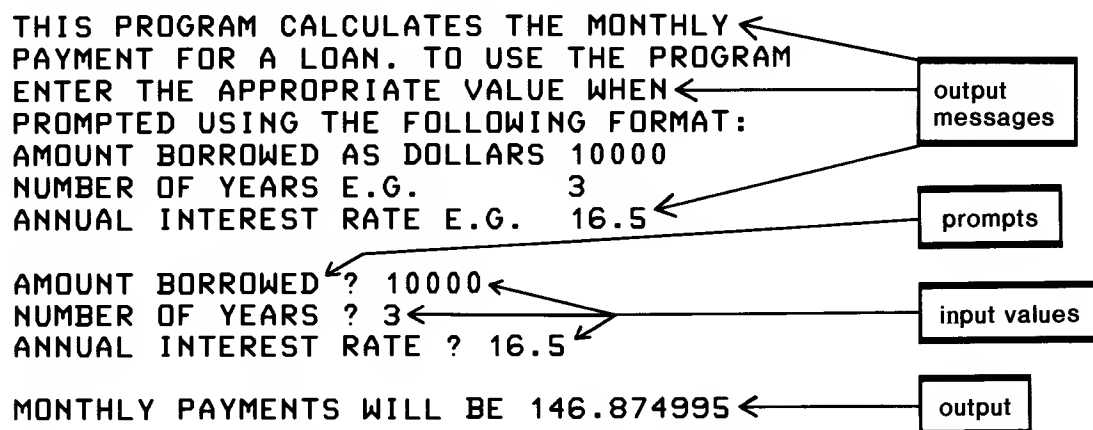 THIS PROGRAM CALCULATES THE MONTHLY
PAYMENT FOR A LOAN. TO USE THE PROGRAM
ENTER THE APPROPRIATE VALUE WHEN
PROMPTED USING THE FOLLOWING FORMAT:
AMOUNT BORROWED AS DOLLARS 10000
NUMBER OF YEARS E.G. 3
ANNUAL INTEREST RATE E.G. 16.5
output
messages
prompts
AMOUNT BORROWED ? 10000
NUMBER OF YEARS ? 3
ANNUAL INTEREST RATE ? 16.5
input values
MONTHLY PAYMENTS WILL BE 146.874995
output